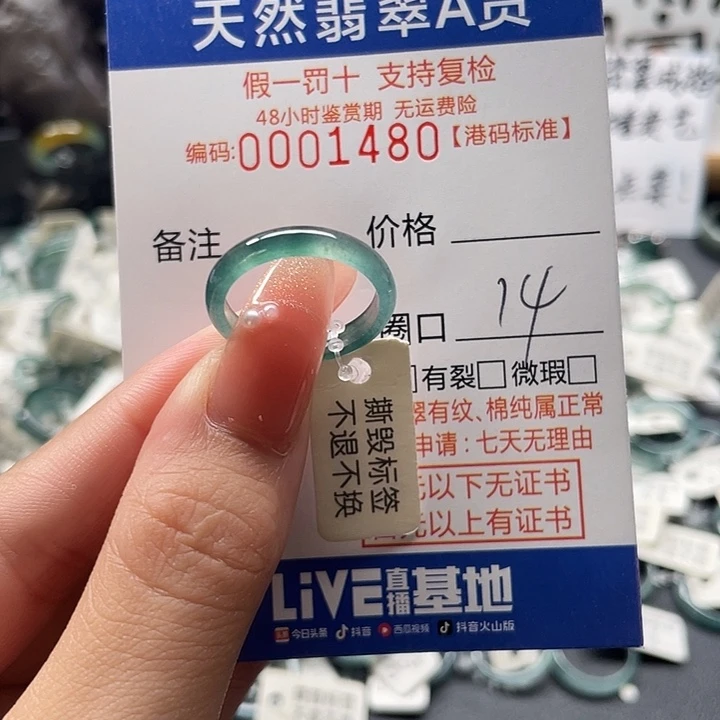 天然翡翠A货
假一罚十 支持复检
48小时鉴赏期 无运费险
编码:0001480【港码标准】
备注
价格
圈口 14
有裂□ 微瑕□
翠有纹、棉纯属正常
申请:七天无理由
元以下无证书
元以上有证书
撕毁标签
不退不换
LiVE直播基地
今日头条 抖音 西瓜视频 抖音火山版